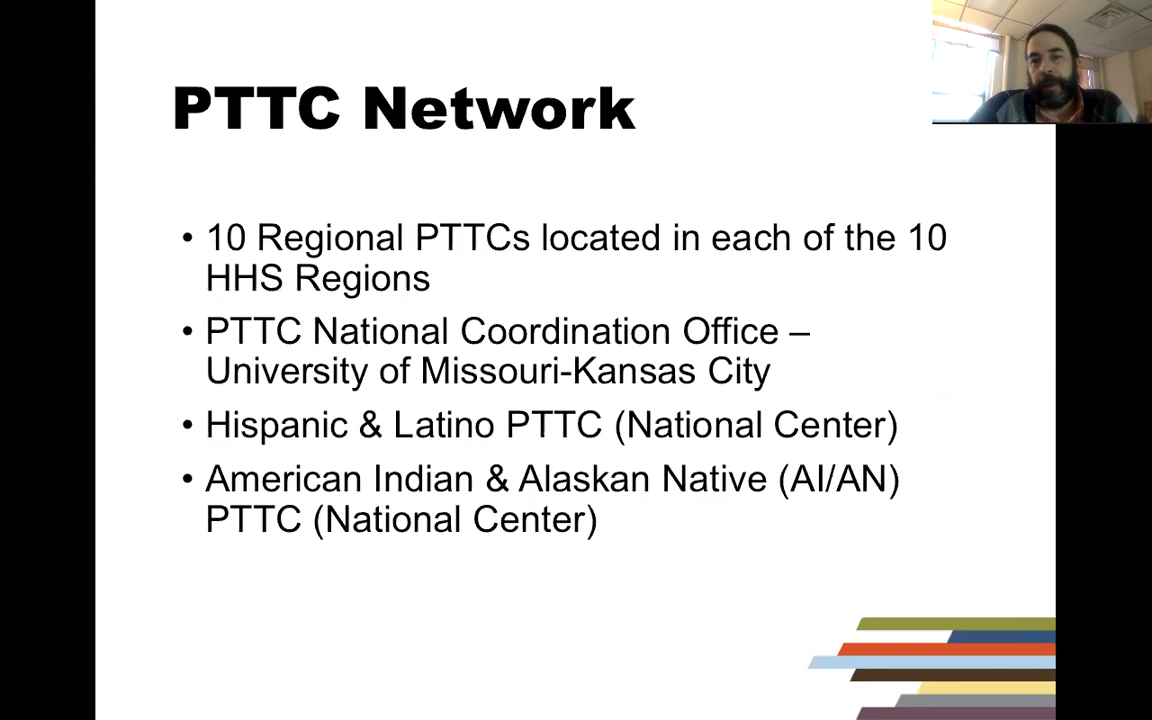 PTTC Network
• 10 Regional PTTCs located in each of the 10
HHS Regions
• PTTC National Coordination Office –
University of Missouri-Kansas City
• Hispanic & Latino PTTC (National Center)
• American Indian & Alaskan Native (AI/AN)
PTTC (National Center)